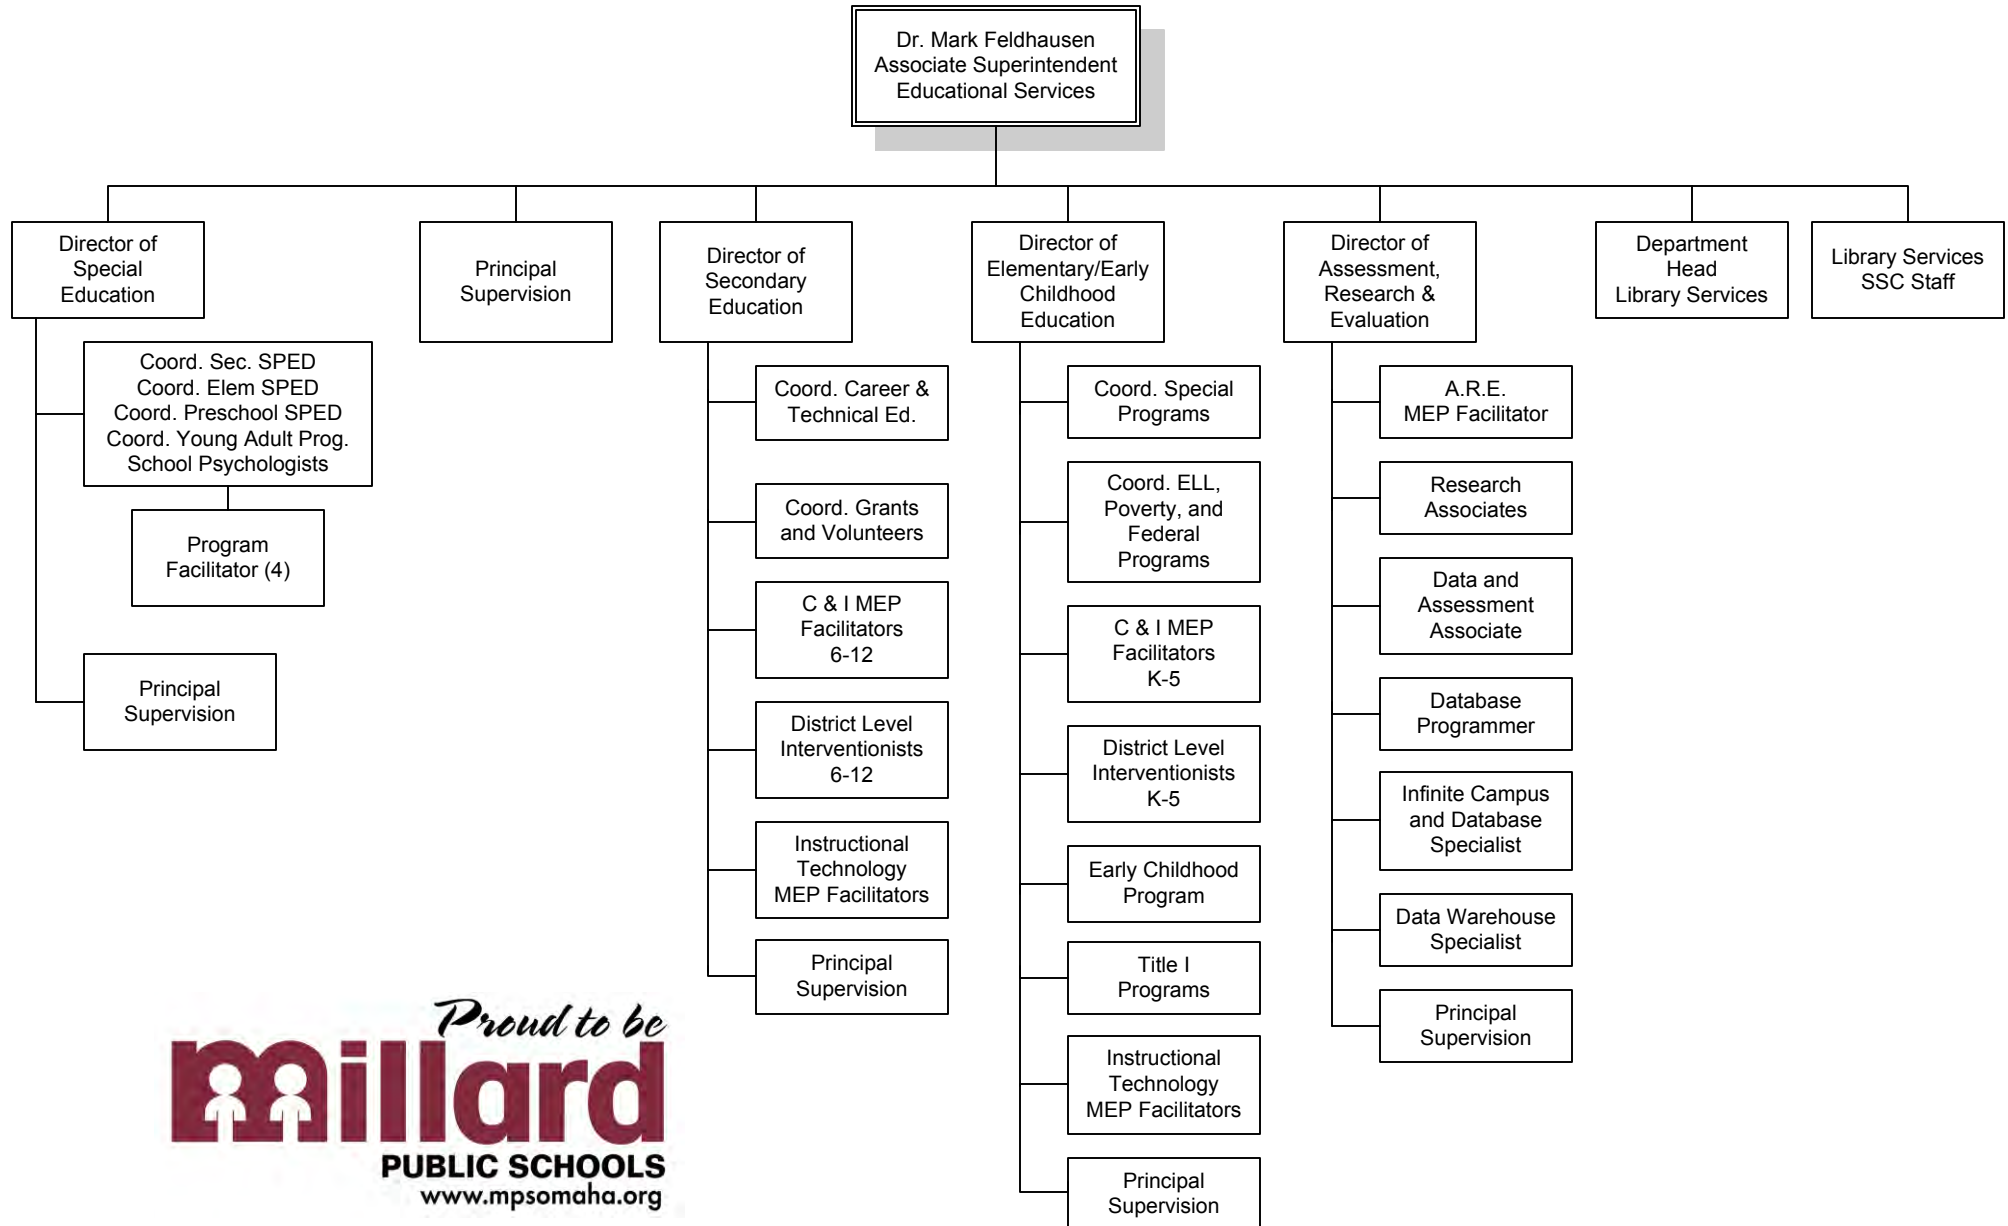 Dr. Mark Feldhausen
Associate Superintendent
Educational Services
Director of
Special
Education
Principal
Supervision
Director of
Secondary
Education
Director of
Elementary/Early
Childhood
Education
Director of
Assessment,
Research &
Evaluation
Department
Head
Library Services
Library Services
SSC Staff
Coord. Sec. SPED
Coord. Elem SPED
Coord. Preschool SPED
Coord. Young Adult Prog.
School Psychologists
Program
Facilitator (4)
Principal
Supervision
Coord. Career &
Technical Ed.
Coord. Grants
and Volunteers
C & I MEP
Facilitators
6-12
District Level
Interventionists
6-12
Instructional
Technology
MEP Facilitators
Principal
Supervision
Coord. Special
Programs
Coord. ELL,
Poverty, and
Federal
Programs
C & I MEP
Facilitators
K-5
District Level
Interventionists
K-5
Early Childhood
Program
Title I
Programs
Instructional
Technology
MEP Facilitators
Principal
Supervision
A.R.E.
MEP Facilitator
Research
Associates
Data and
Assessment
Associate
Database
Programmer
Infinite Campus
and Database
Specialist
Data Warehouse
Specialist
Principal
Supervision
Proud to be
millard
PUBLIC SCHOOLS
www.mpsomaha.org